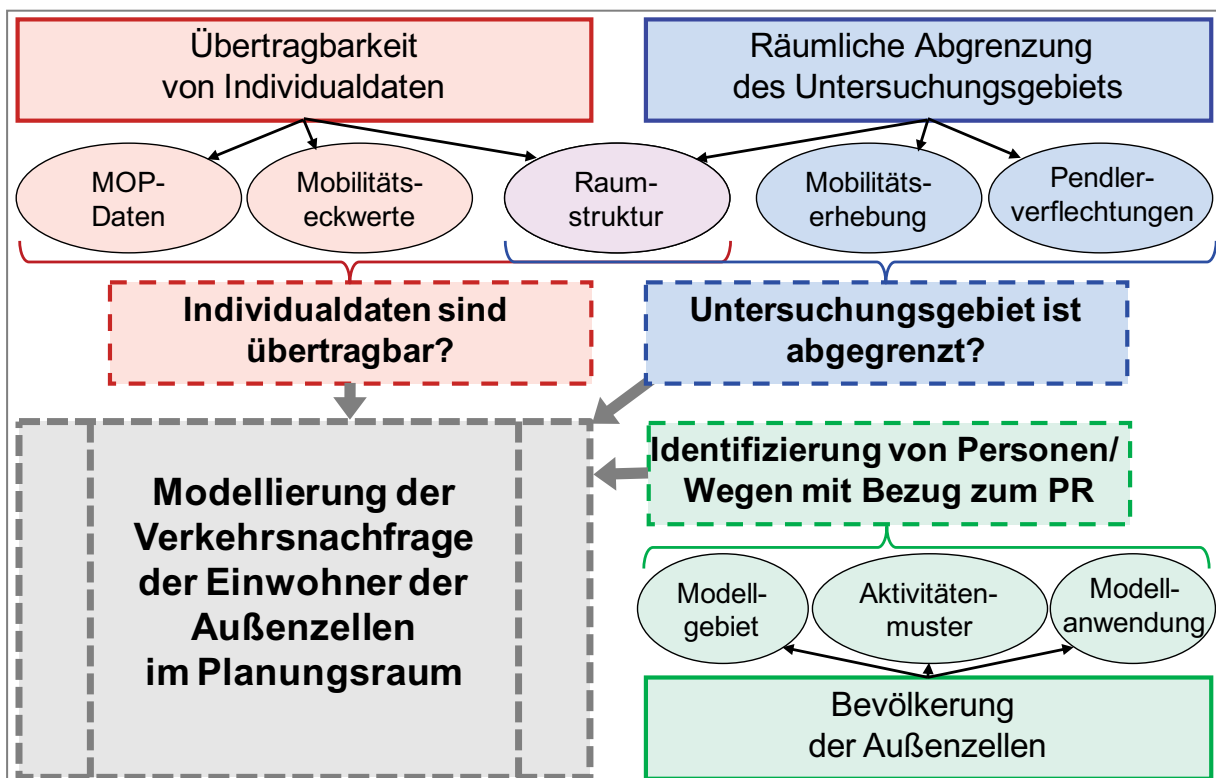 Übertragbarkeit
von Individualdaten
Räumliche Abgrenzung
des Untersuchungsgebiets
MOP-
Daten
Mobilitäts-
eckwerte
Raum-
struktur
Mobilitäts-
erhebung
Pendler-
verflechtungen
Individualdaten sind
übertragbar?
Untersuchungsgebiet ist
abgegrenzt?
Modellierung der
Verkehrsnachfrage
der Einwohner der
Außenzellen
im Planungsraum
Identifizierung von Personen/
Wegen mit Bezug zum PR
Modell-
gebiet
Aktivitäten-
muster
Modell-
anwendung
Bevölkerung
der Außenzellen